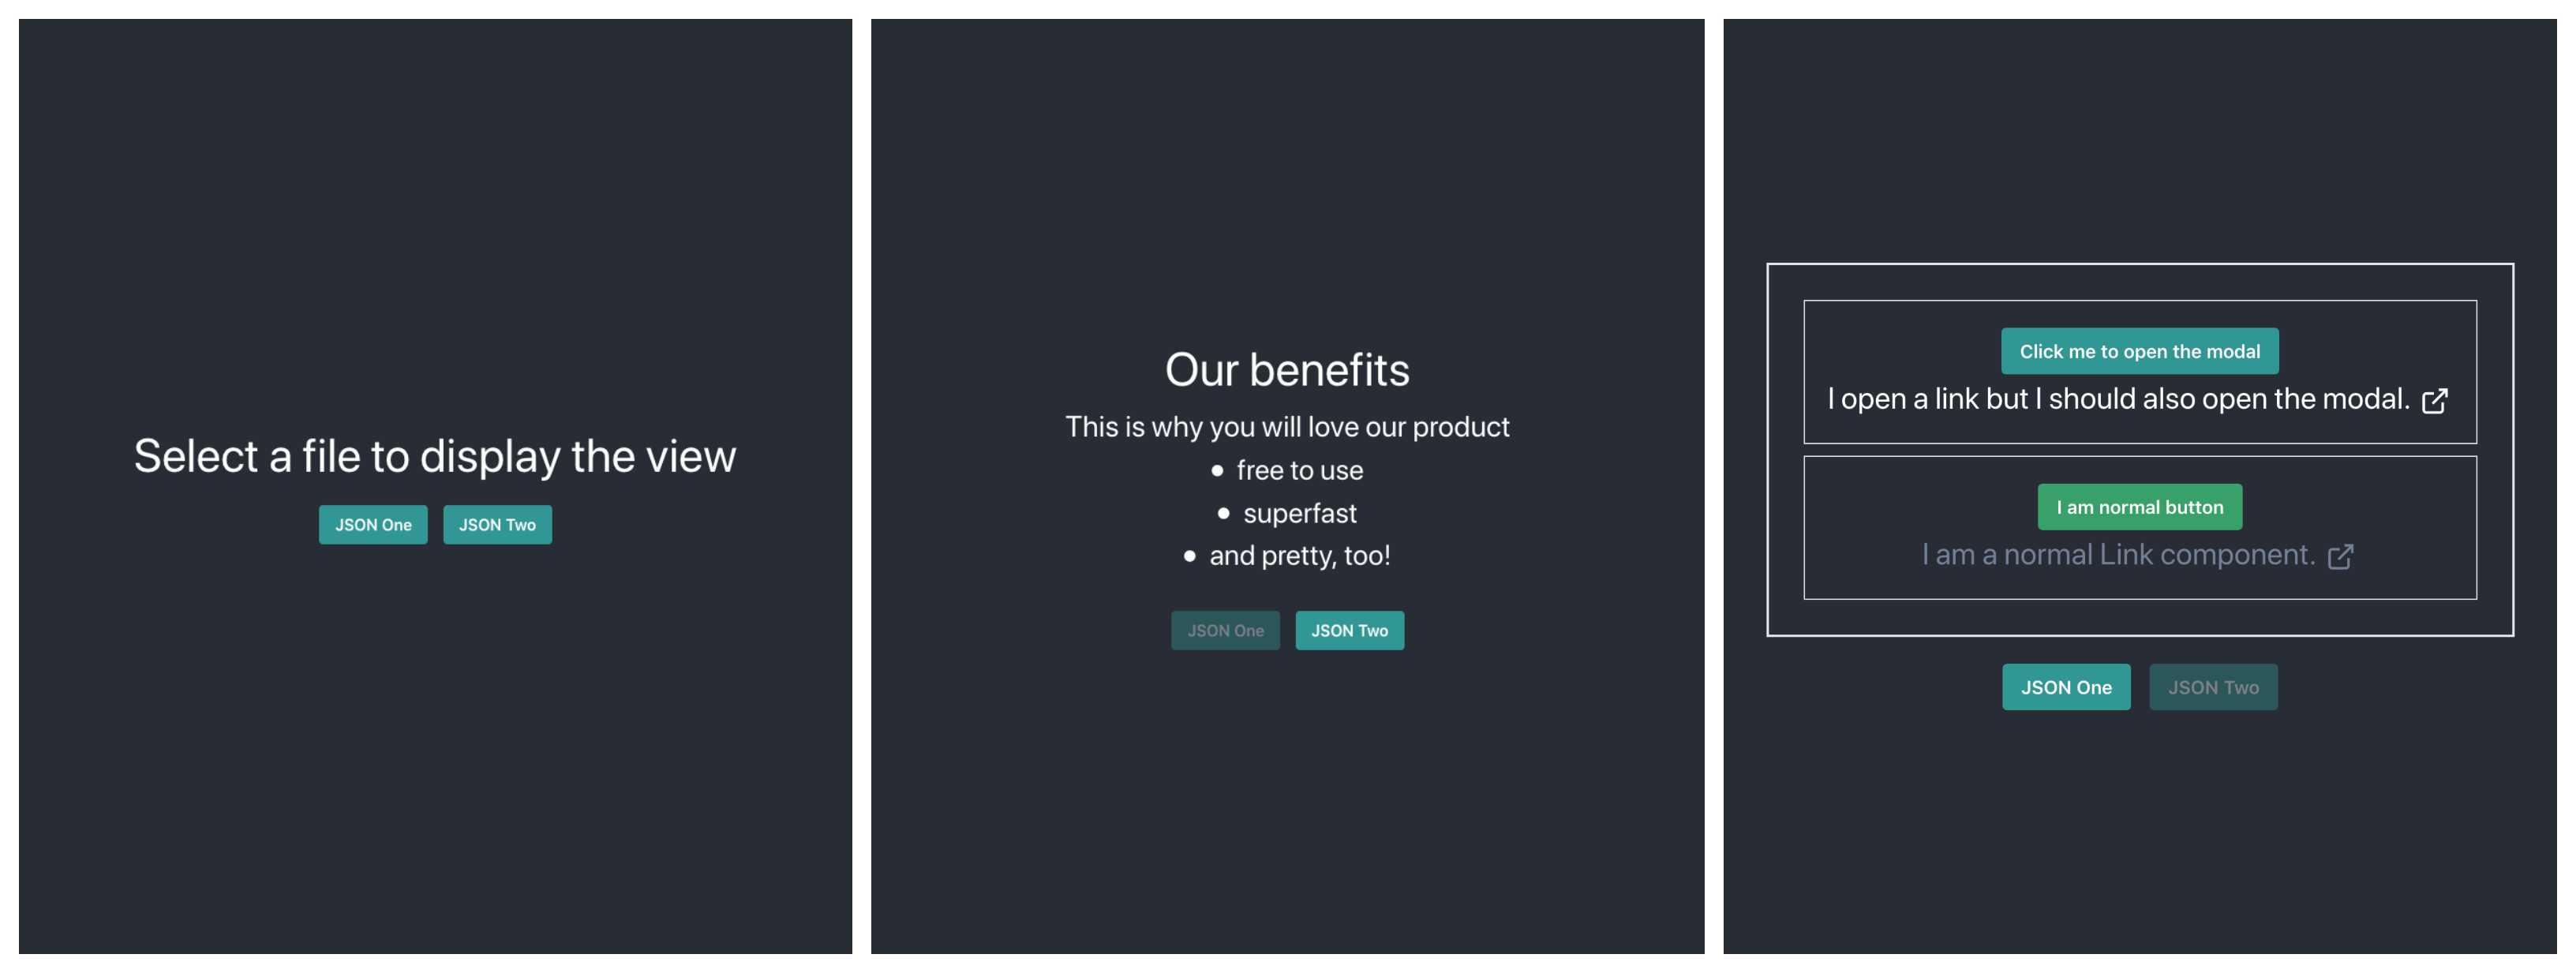 Select a file to display the view
JSON One JSON Two
Our benefits
This is why you will love our product
• free to use
• superfast
• and pretty, too!
JSON One JSON Two
Click me to open the modal
I open a link but I should also open the modal.
I am normal button
I am a normal Link component.
JSON One JSON Two